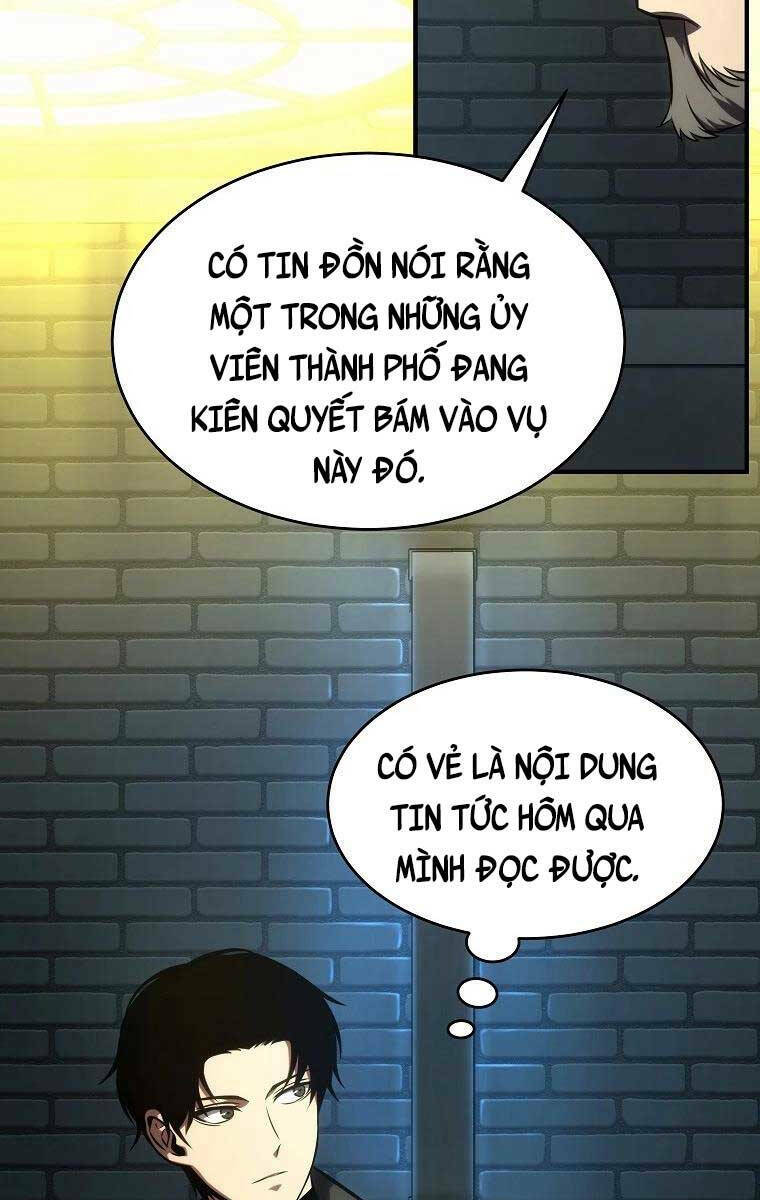 CÓ TIN ĐỒN NÓI RẰNG
MỘT TRONG NHỮNG ỦY
VIÊN THÀNH PHỐ ĐANG
KIÊN QUYẾT BÁM VÀO VỤ
NÀY ĐÓ.
CÓ VẺ LÀ NỘI DUNG
TIN TỨC HÔM QUA
MÌNH ĐỌC ĐƯỢC.